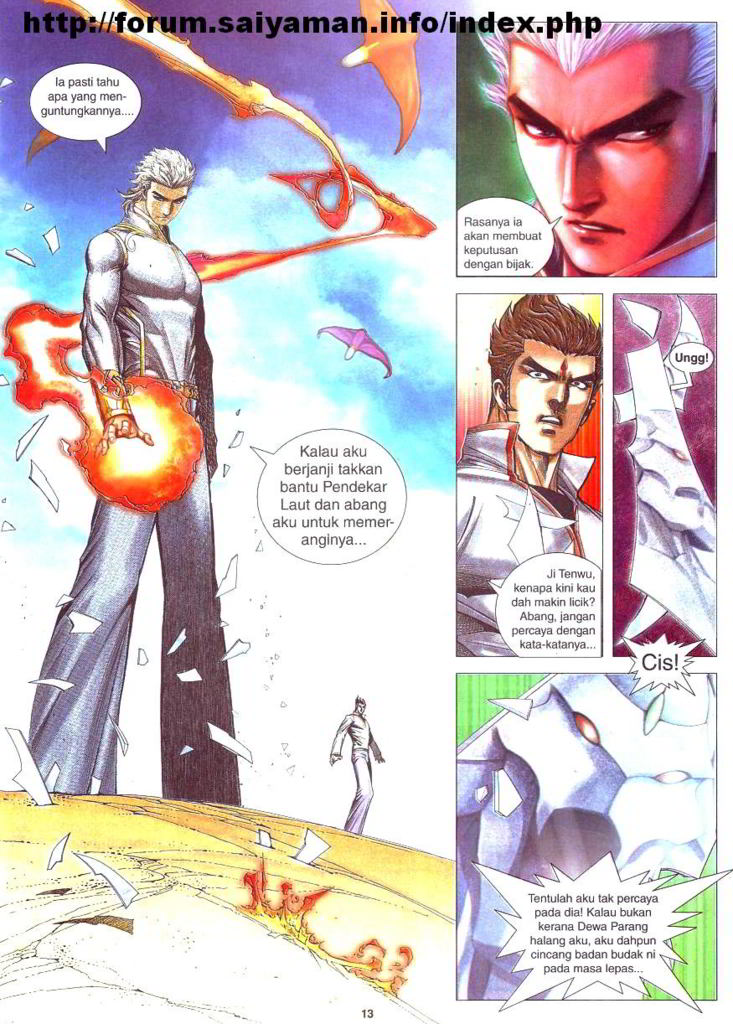 http://forum.saiyaman.info/index.php
Ia pasti tahu
apa yang men-
guntungkannya....
Kalau aku
berjanji takkan
bantu Pendekar
Laut dan abang
aku untuk memer-
anginya...
Rasanya ia
akan membuat
keputusan
dengan bijak.
Ji Tenwu,
kenapa kini kau
dah makin licik?
Abang, jangan
percaya dengan
kata-katanya...
Ungg!
Cis!
Tentulah aku tak percaya
pada dia! Kalau bukan
kerana Dewa Parang
halang aku, aku dahpun
cincang badan budak ni
pada masa lepas...
13